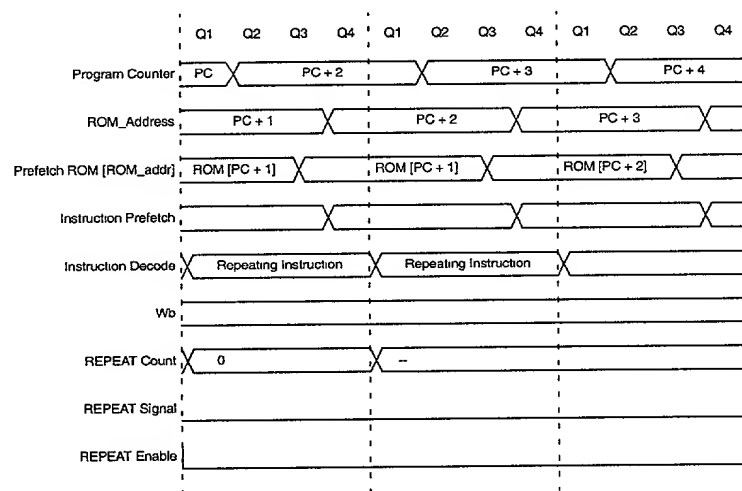 Q1 Q2 Q3 Q4 Q1 Q2 Q3 Q4 Q1 Q2 Q3 Q4
Program Counter PC PC + 2 PC + 3 PC + 4
ROM_Address PC + 1 PC + 2 PC + 3
Prefetch ROM [ROM_addr] ROM [PC + 1] ROM [PC + 1] ROM [PC + 2]
Instruction Prefetch
Instruction Decode Repeating Instruction Repeating Instruction
Wb
REPEAT Count 0 --
REPEAT Signal
REPEAT Enable